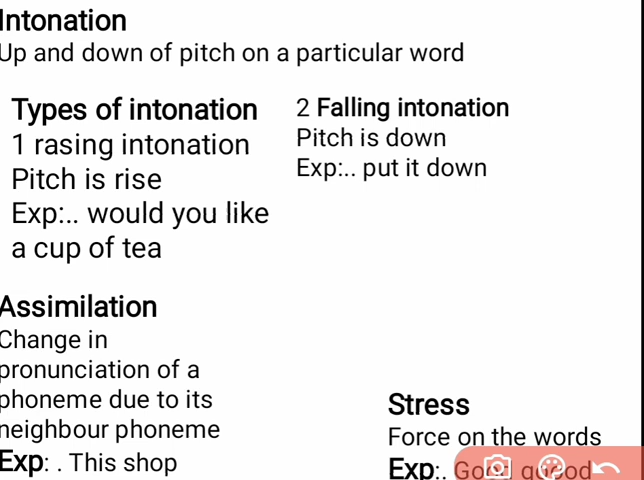 Intonation
Up and down of pitch on a particular word
Types of intonation
1 rasing intonation
Pitch is rise
Exp:.. would you like
a cup of tea
2 Falling intonation
Pitch is down
Exp:.. put it down
Assimilation
Change in
pronunciation of a
phoneme due to its
neighbour phoneme
Exp: . This shop
Stress
Force on the words
Exp:. Good